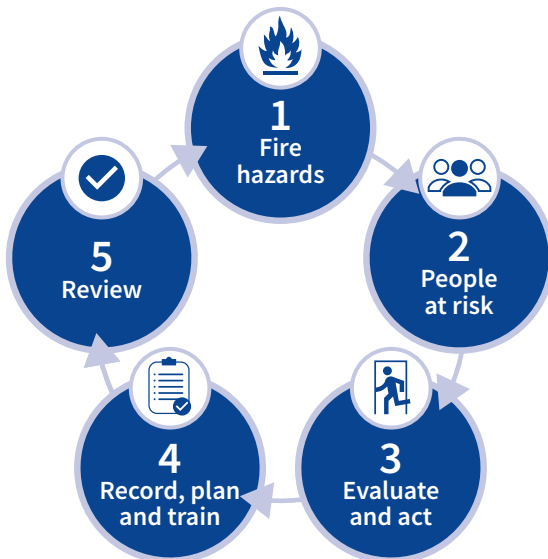 1
Fire
hazards
2
People
at risk
3
Evaluate
and act
4
Record, plan
and train
5
Review